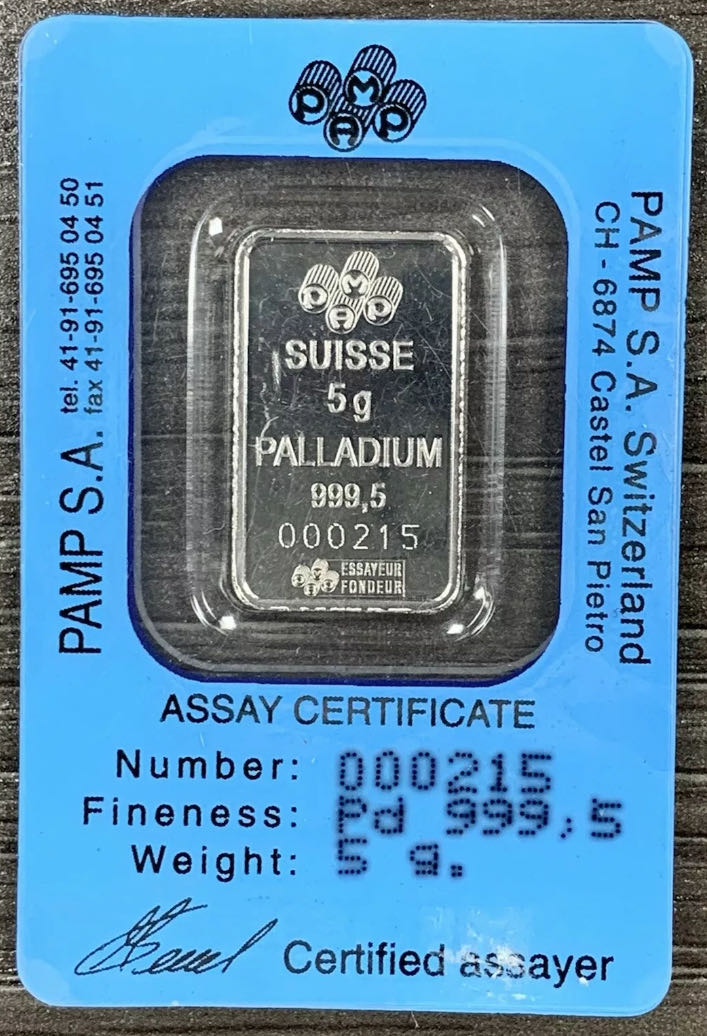 PAMP
PAMP S.A. tel. 41-91-695 04 50
fax 41-91-695 04 51
PAMP
SUISSE
5g
PALLADIUM
999,5
000215
PAMP ESSAYEUR
FONDEUR
PAMP S.A. Switzerland
CH - 6874 Castel San Pietro
ASSAY CERTIFICATE
Number: 000215
Fineness: Pd 999,5
Weight: 5 g.
Certified assayer